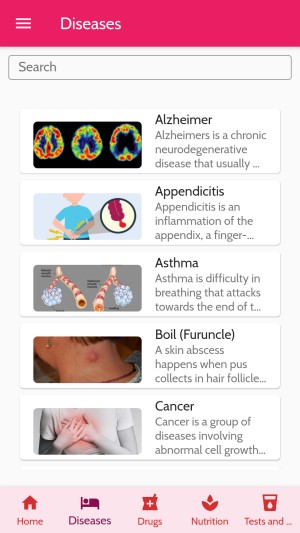 Diseases
Search
Alzheimer
Alzheimers is a chronic
neurodegenerative
disease that usually ...
Appendicitis
Appendicitis is an
inflammation of the
appendix, a finger-...
Asthma
Asthma is difficulty in
breathing that attacks
towards the end of t...
Boil (Furuncle)
A skin abscess
happens when pus
collects in hair follicle...
Cancer
Cancer is a group of
diseases involving
abnormal cell growth...
Home
Diseases
Drugs
Nutrition
Tests and ...